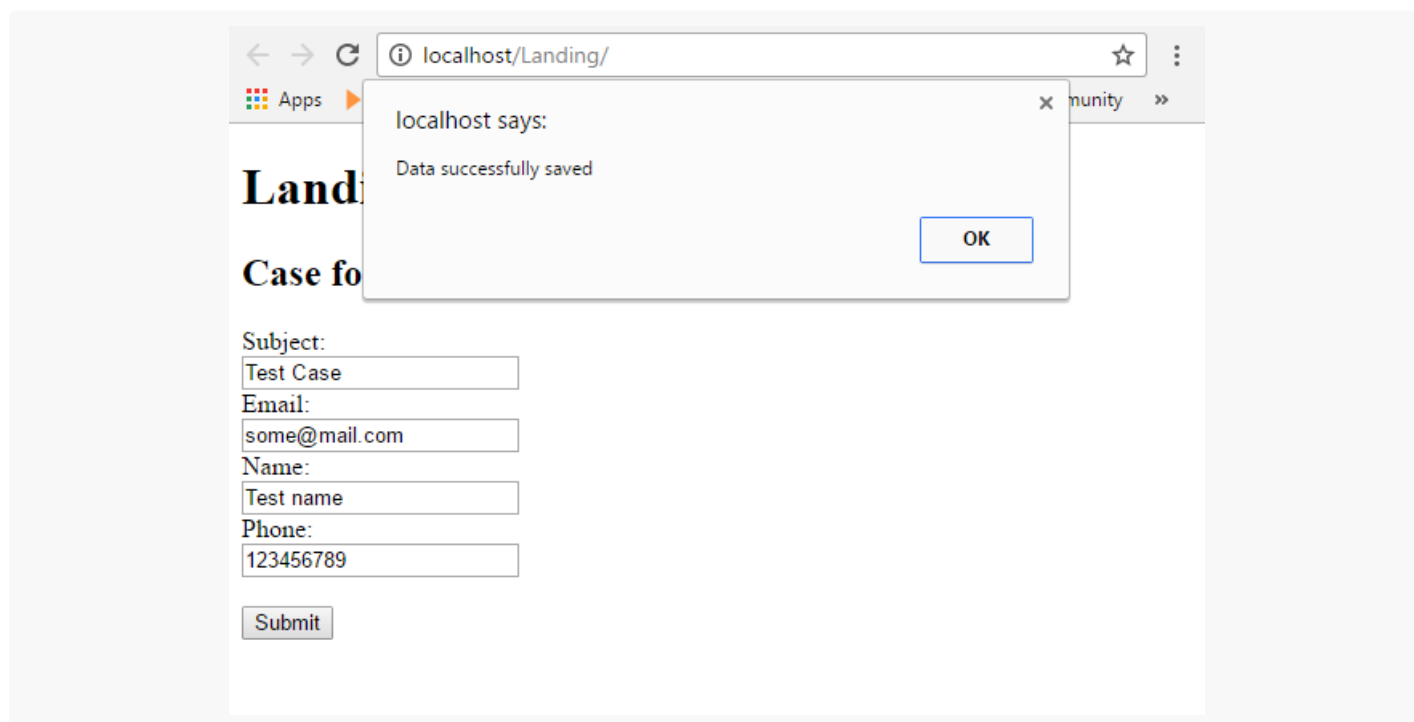 localhost/Landing/
Apps
munity »
localhost says:
Data successfully saved
OK
Land
Case fo
Subject:
Test Case
Email:
some@mail.com
Name:
Test name
Phone:
123456789
Submit